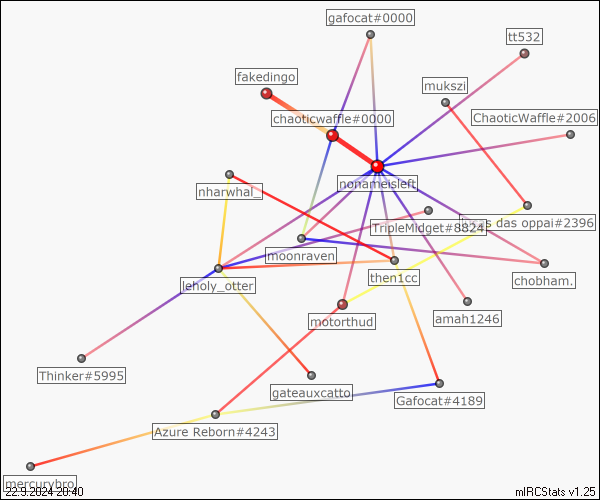 gafocat#0000
tt532
fakedingo
mukszi
chaoticwaffle#0000
ChaoticWaffle#2006
nonameisleft
nharwhal_
TripleMidget#8824
das oppai#2396
moonraven
then1cc
chobham.
leholy_otter
motorthud
amah1246
Thinker#5995
gateauxcatto
Gafocat#4189
Azure Reborn#4243
mercurybro
22.9.2024 20:40
mIRCStats v1.25